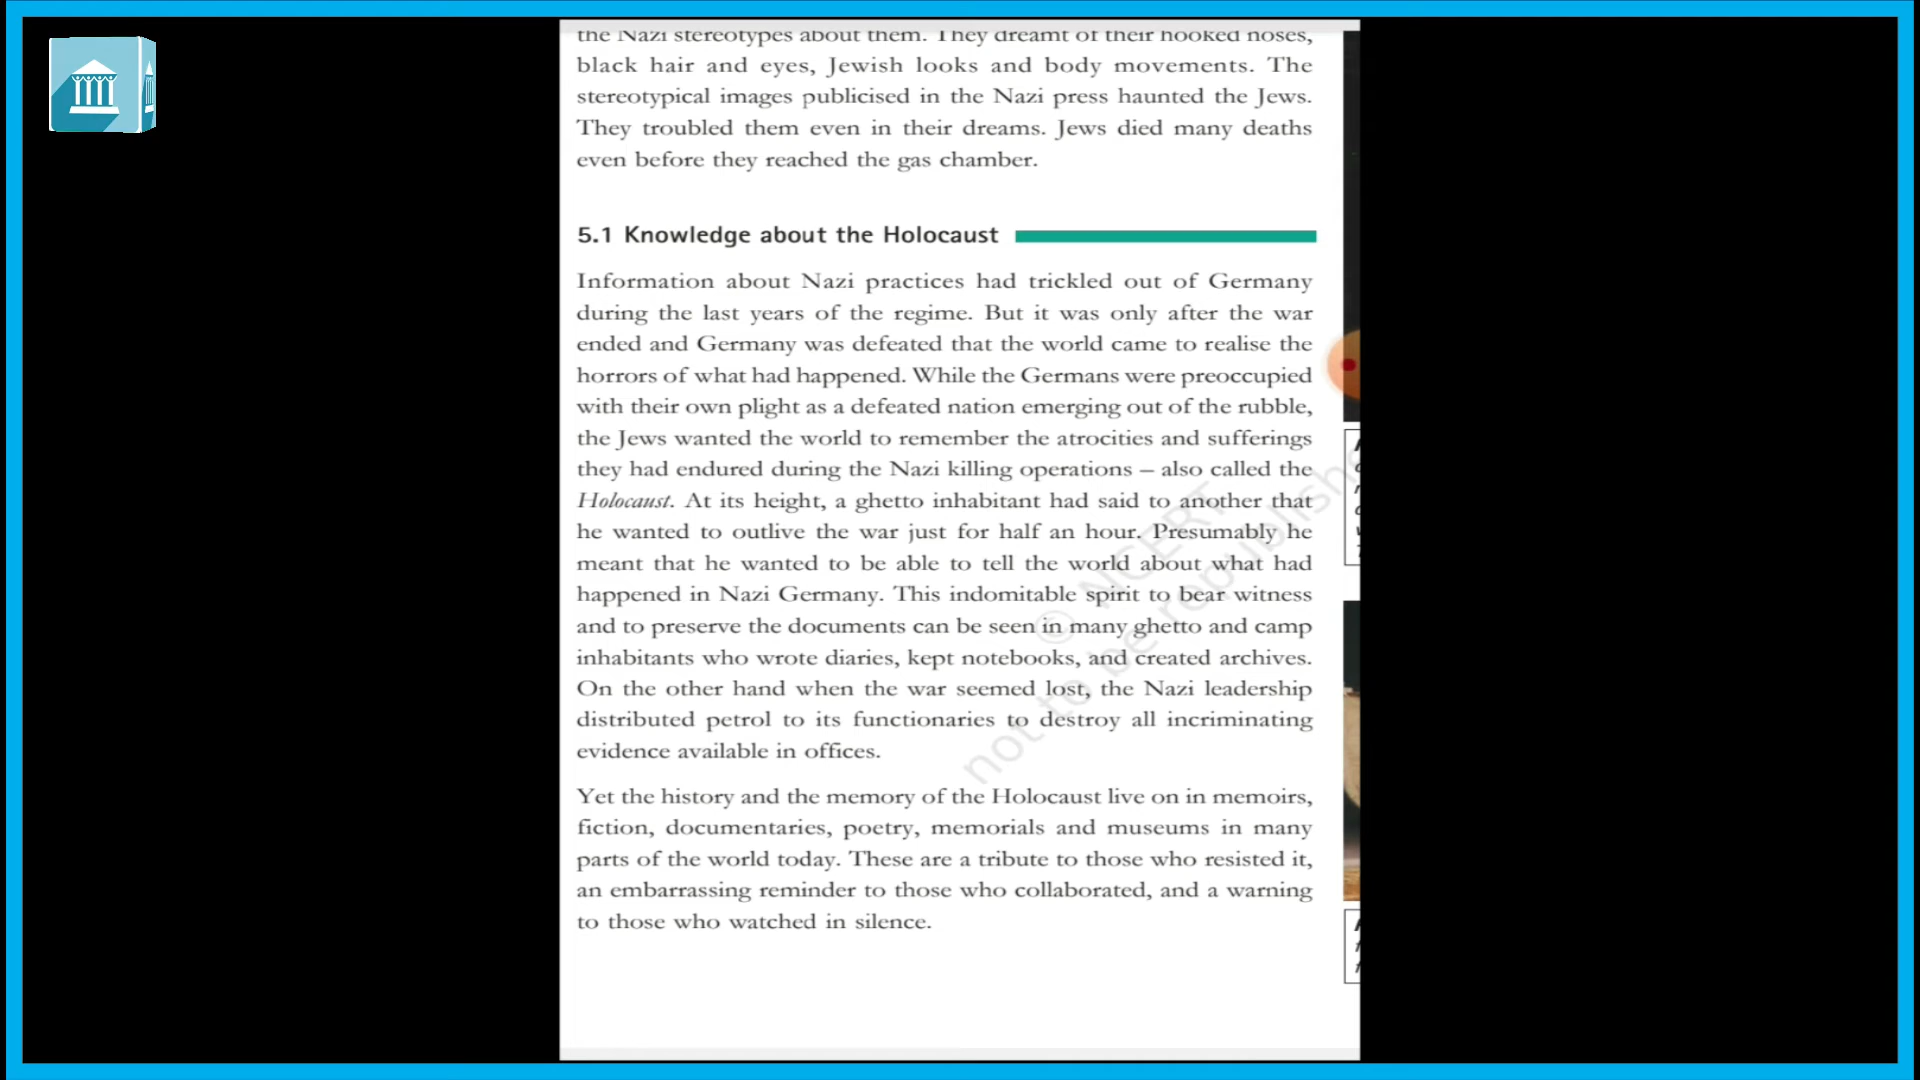 the Nazi stereotypes about them. They dreamt of their hooked noses,
black hair and eyes, Jewish looks and body movements. The
stereotypical images publicised in the Nazi press haunted the Jews.
They troubled them even in their dreams. Jews died many deaths
even before they reached the gas chamber.
5.1 Knowledge about the Holocaust
Information about Nazi practices had trickled out of Germany
during the last years of the regime. But it was only after the war
ended and Germany was defeated that the world came to realise the
horrors of what had happened. While the Germans were preoccupied
with their own plight as a defeated nation emerging out of the rubble,
the Jews wanted the world to remember the atrocities and sufferings
they had endured during the Nazi killing operations – also called the
Holocaust. At its height, a ghetto inhabitant had said to another that
he wanted to outlive the war just for half an hour. Presumably he
meant that he wanted to be able to tell the world about what had
happened in Nazi Germany. This indomitable spirit to bear witness
and to preserve the documents can be seen in many ghetto and camp
inhabitants who wrote diaries, kept notebooks, and created archives.
On the other hand when the war seemed lost, the Nazi leadership
distributed petrol to its functionaries to destroy all incriminating
evidence available in offices.
Yet the history and the memory of the Holocaust live on in memoirs,
fiction, documentaries, poetry, memorials and museums in many
parts of the world today. These are a tribute to those who resisted it,
an embarrassing reminder to those who collaborated, and a warning
to those who watched in silence.
© NCERT
not to be